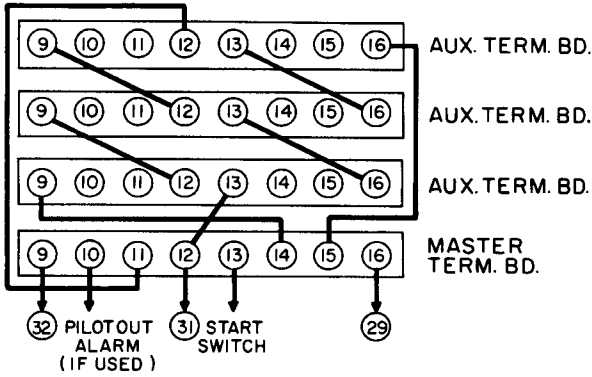 9 10 11 12 13 14 15 16 AUX. TERM. BD.
9 10 11 12 13 14 15 16 AUX. TERM. BD.
9 10 11 12 13 14 15 16 AUX. TERM. BD.
9 10 11 12 13 14 15 16 MASTER
TERM. BD.
32 PILOT OUT 31 START 29
ALARM SWITCH
(IF USED)